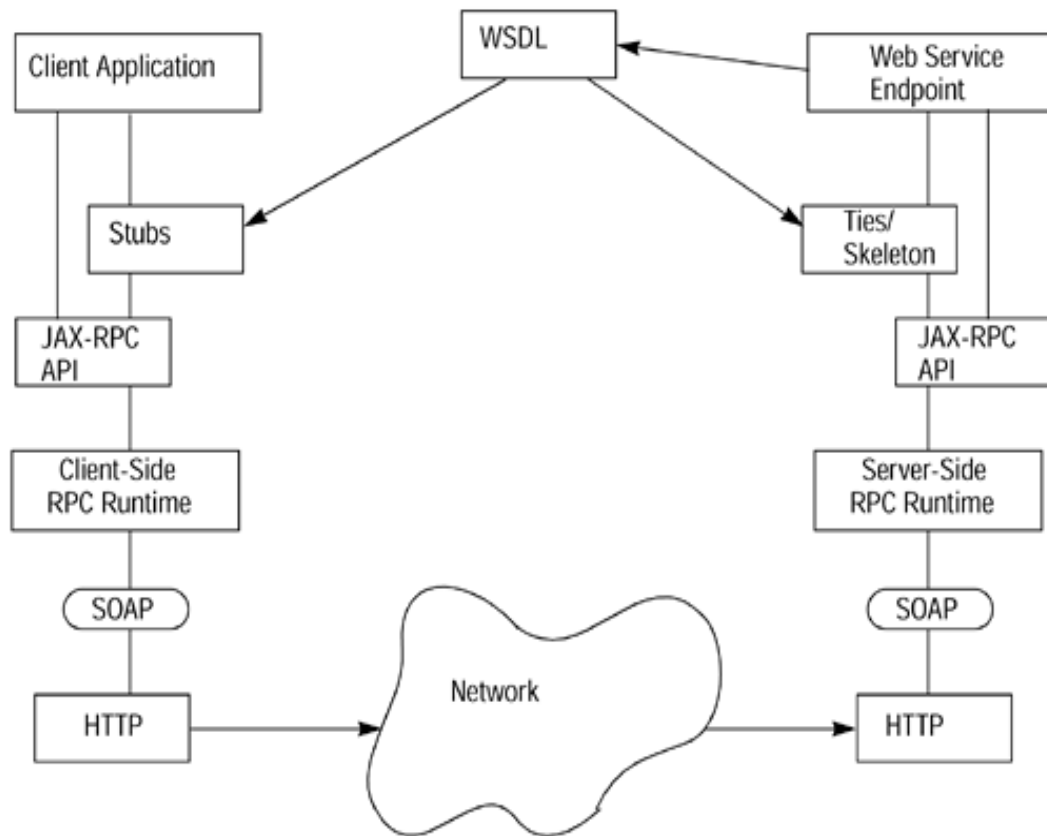 WSDL
Client Application
Web Service
Endpoint
Stubs
Ties/
Skeleton
JAX-RPC
API
JAX-RPC
API
Client-Side
RPC Runtime
Server-Side
RPC Runtime
SOAP
SOAP
Network
HTTP
HTTP